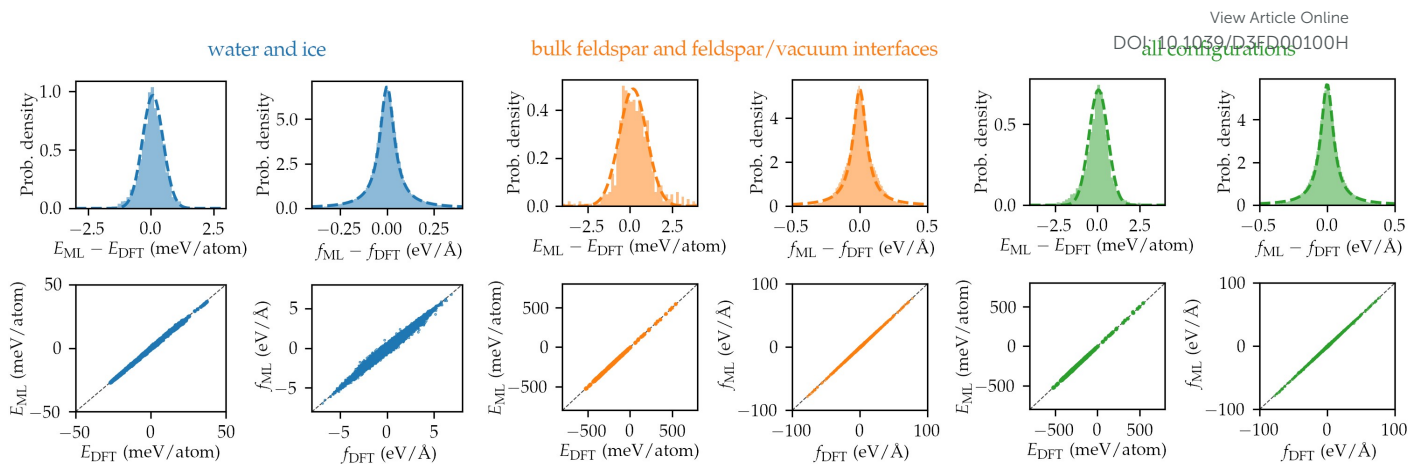 View Article Online
DOI: 10.1039/D3FD00100H
water and ice
bulk feldspar and feldspar/vacuum interfaces
all configurations
Prob. density
1.0
0.5
0.0
−2.5
0.0
2.5
E_ML − E_DFT (meV/atom)
Prob. density
5.0
2.5
0.0
−0.25
0.00
0.25
f_ML − f_DFT (eV/Å)
Prob. density
0.4
0.2
0.0
−2.5
0.0
2.5
E_ML − E_DFT (meV/atom)
Prob. density
4
2
0
−0.5
0.0
0.5
f_ML − f_DFT (eV/Å)
Prob. density
0.5
0.0
−2.5
0.0
2.5
E_ML − E_DFT (meV/atom)
Prob. density
4
2
0
−0.5
0.0
0.5
f_ML − f_DFT (eV/Å)
E_ML (meV/atom)
50
0
−50
−50
0
50
E_DFT (meV/atom)
f_ML (eV/Å)
5
0
−5
−5
0
5
f_DFT (eV/Å)
E_ML (meV/atom)
500
0
−500
−500
0
500
E_DFT (meV/atom)
f_ML (eV/Å)
100
0
−100
−100
0
100
f_DFT (eV/Å)
E_ML (meV/atom)
500
0
−500
−500
0
500
E_DFT (meV/atom)
f_ML (eV/Å)
100
0
−100
−100
0
100
f_DFT (eV/Å)